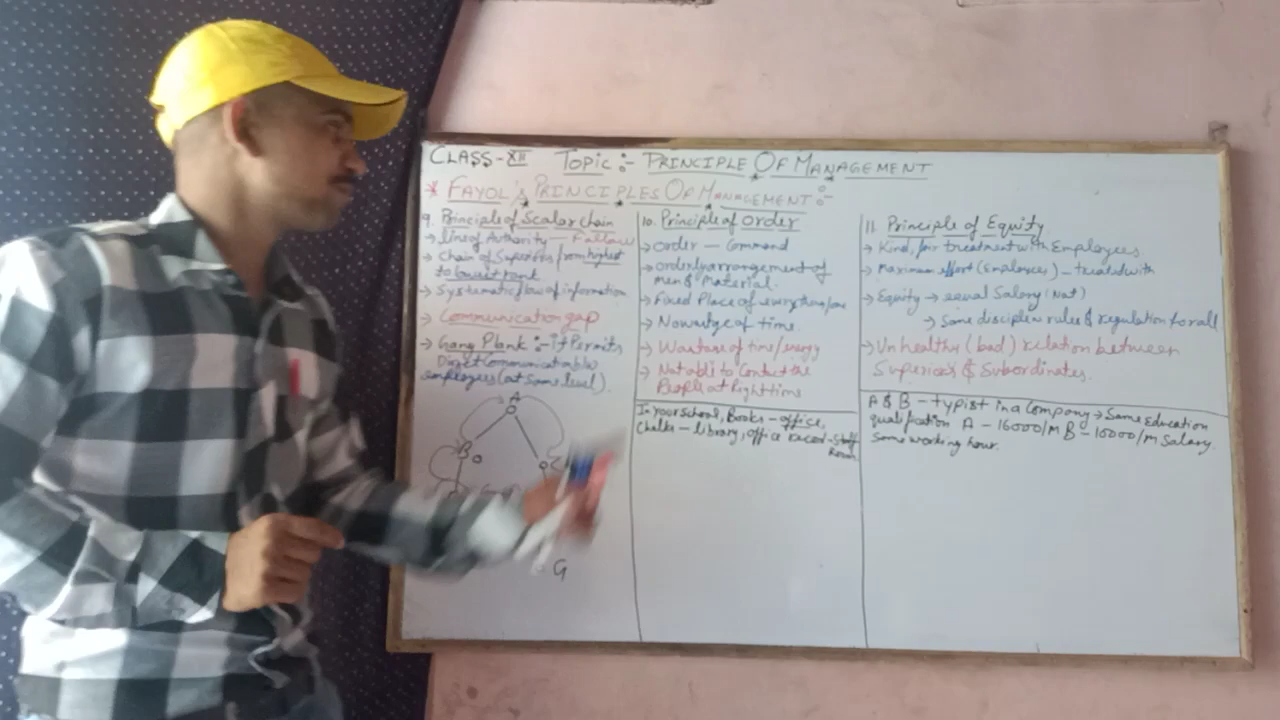 CLASS-XII Topic:- PRINCIPLE OF MANAGEMENT
* FAYOL'S PRINCIPLES OF MANAGEMENT:-
9. Principle of Scalar chain
→ line of Authority - Follow
→ Chain of Superiors / from highest
to lowest rank
→ Systematic flow of information
→ Communication gap
→ Gang Plank :- It Permits
Direct Communication b/w
employees (at same level).
A
B
C
G
10. Principle of Order
→ Order - Command
→ Orderly arrangement of
men & Material.
→ Fixed Place of everything/one
→ No wastge of time
→ Wastage of time/energy
→ Not able to Contact the
People at Right time
In your School, Books - office,
Chalks - library, office record - Staff
Room
11. Principle of Equity
→ Kind, fair treatment with Employees
→ Maximum effort (Employees) - treated with
→ Equity → equal Salary (Not)
→ Same discipline rules & regulation for all
→ Unhealthy (bad) relation between
Superiors & Subordinates.
A & B - typist in a Company → Same Education
qualification A - 16000/M B - 10000/m Salary.
Same working hour.